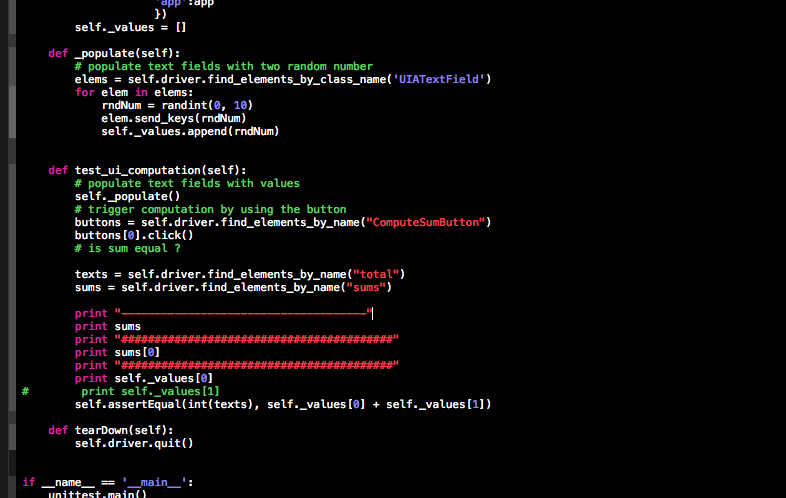 'app':app
})
self._values = []
def _populate(self):
# populate text fields with two random number
elems = self.driver.find_elements_by_class_name('UIATextField')
for elem in elems:
rndNum = randint(0, 10)
elem.send_keys(rndNum)
self._values.append(rndNum)
def test_ui_computation(self):
# populate text fields with values
self._populate()
# trigger computation by using the button
buttons = self.driver.find_elements_by_name("ComputeSumButton")
buttons[0].click()
# is sum equal ?
texts = self.driver.find_elements_by_name("total")
sums = self.driver.find_elements_by_name("sums")
print "-------------------------------------"
print sums
print "#########################################"
print sums[0]
print "#########################################"
print self._values[0]
# print self._values[1]
self.assertEqual(int(texts), self._values[0] + self._values[1])
def tearDown(self):
self.driver.quit()
if __name__ == '__main__':
unittest.main()